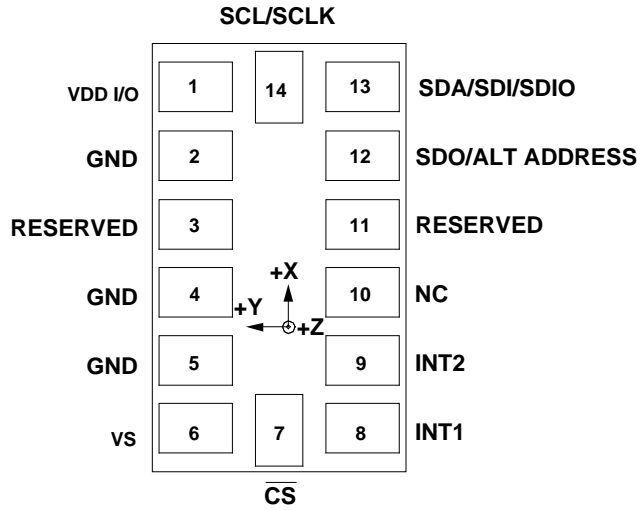 SCL/SCLK
VDD I/O 1 14 13 SDA/SDI/SDIO
GND 2 12 SDO/ALT ADDRESS
RESERVED 3 11 RESERVED
+X
GND 4 10 NC
+Y +Z
GND 5 9 INT2
VS 6 7 8 INT1
C̅S̅